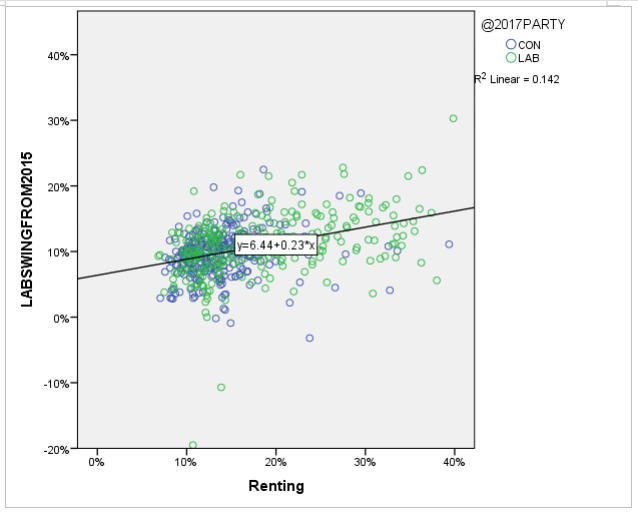 @2017PARTY
CON
LAB
R² Linear = 0.142
LABSWINGFROM2015
40%
30%
20%
10%
0%
-10%
-20%
y=6.44+0.23*x
0%
10%
20%
30%
40%
Renting